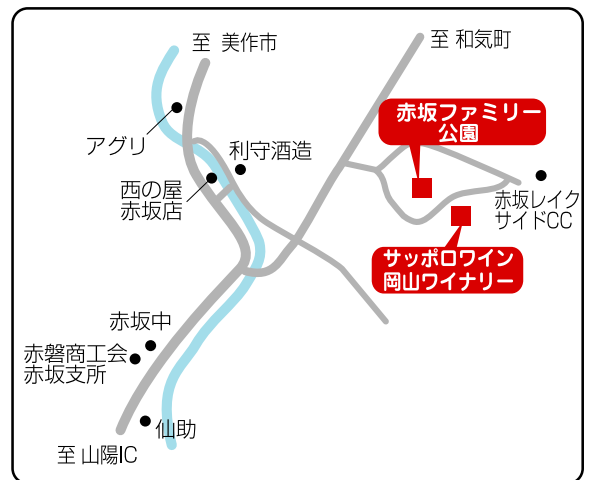 至 美作市
至 和気町
赤坂ファミリー
公園
アグリ
利守酒造
西の屋
赤坂店
赤坂レイク
サイドCC
サッポロワイン
岡山ワイナリー
赤坂中
赤磐商工会
赤坂支所
仙助
至 山陽IC